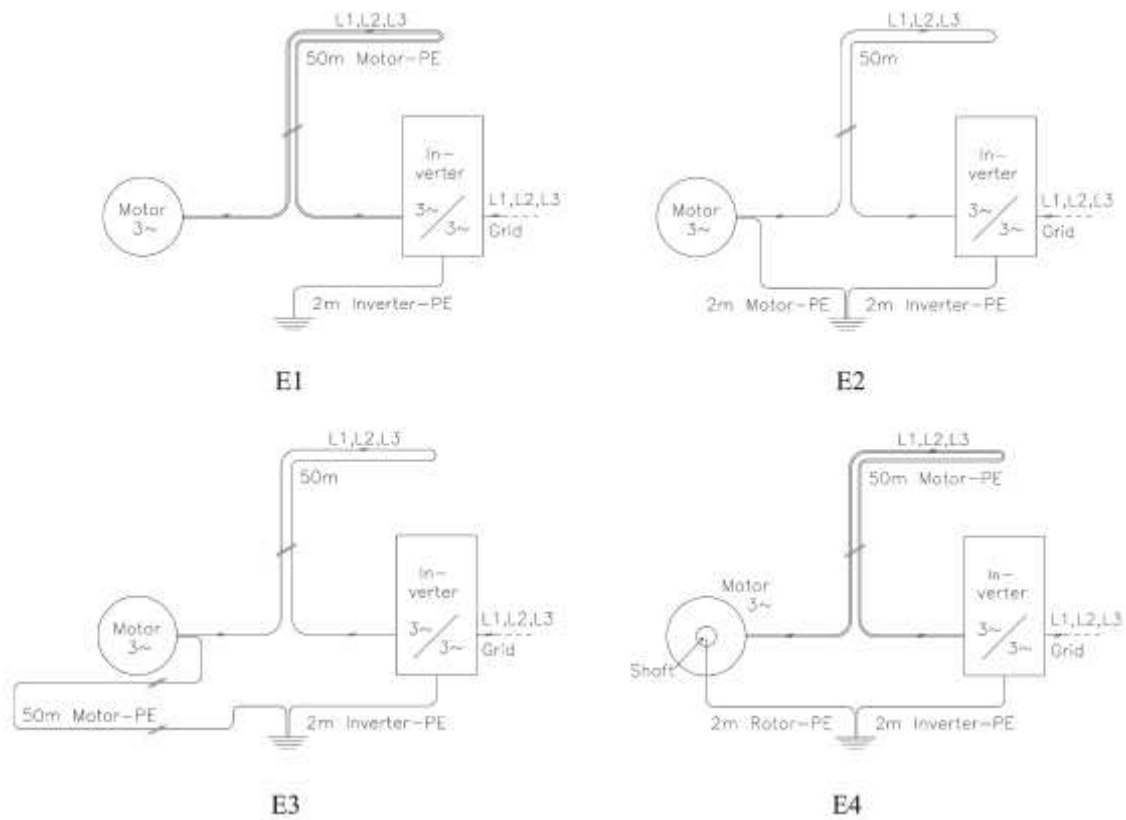 L1,L2,L3
50m Motor-PE
In-
verter
Motor
3~
3~
3~
L1,L2,L3
Grid
2m Inverter-PE
E1
L1,L2,L3
50m
In-
verter
Motor
3~
3~
3~
L1,L2,L3
Grid
2m Motor-PE
2m Inverter-PE
E2
L1,L2,L3
50m
In-
verter
Motor
3~
3~
3~
L1,L2,L3
Grid
50m Motor-PE
2m Inverter-PE
E3
L1,L2,L3
50m Motor-PE
In-
verter
Motor
3~
3~
3~
L1,L2,L3
Grid
Shaft
2m Rotor-PE
2m Inverter-PE
E4